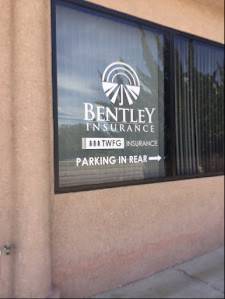 BENTLEY
INSURANCE
TWFG INSURANCE
PARKING IN REAR